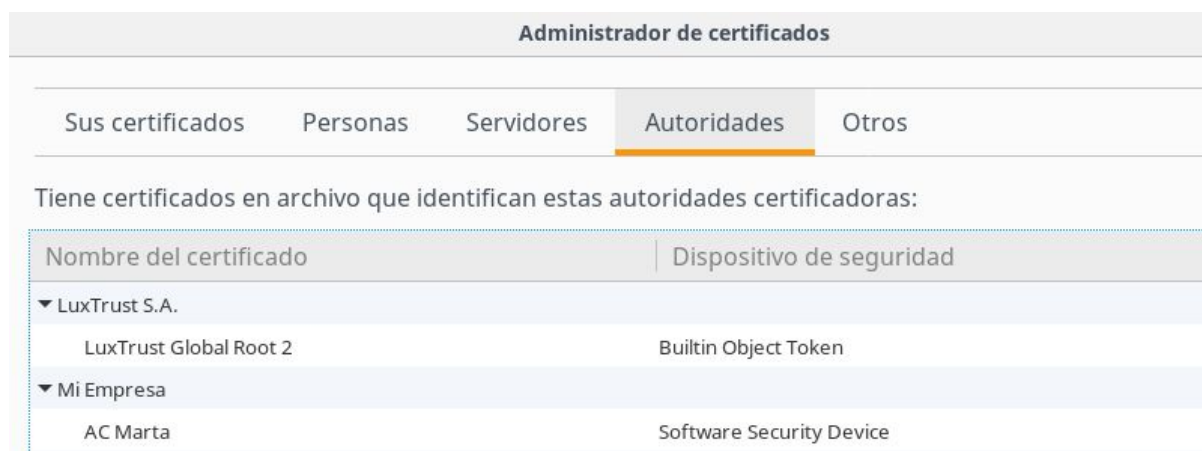 Administrador de certificados
Sus certificados Personas Servidores Autoridades Otros
Tiene certificados en archivo que identifican estas autoridades certificadoras:
Nombre del certificado Dispositivo de seguridad
LuxTrust S.A.
LuxTrust Global Root 2 Builtin Object Token
Mi Empresa
AC Marta Software Security Device